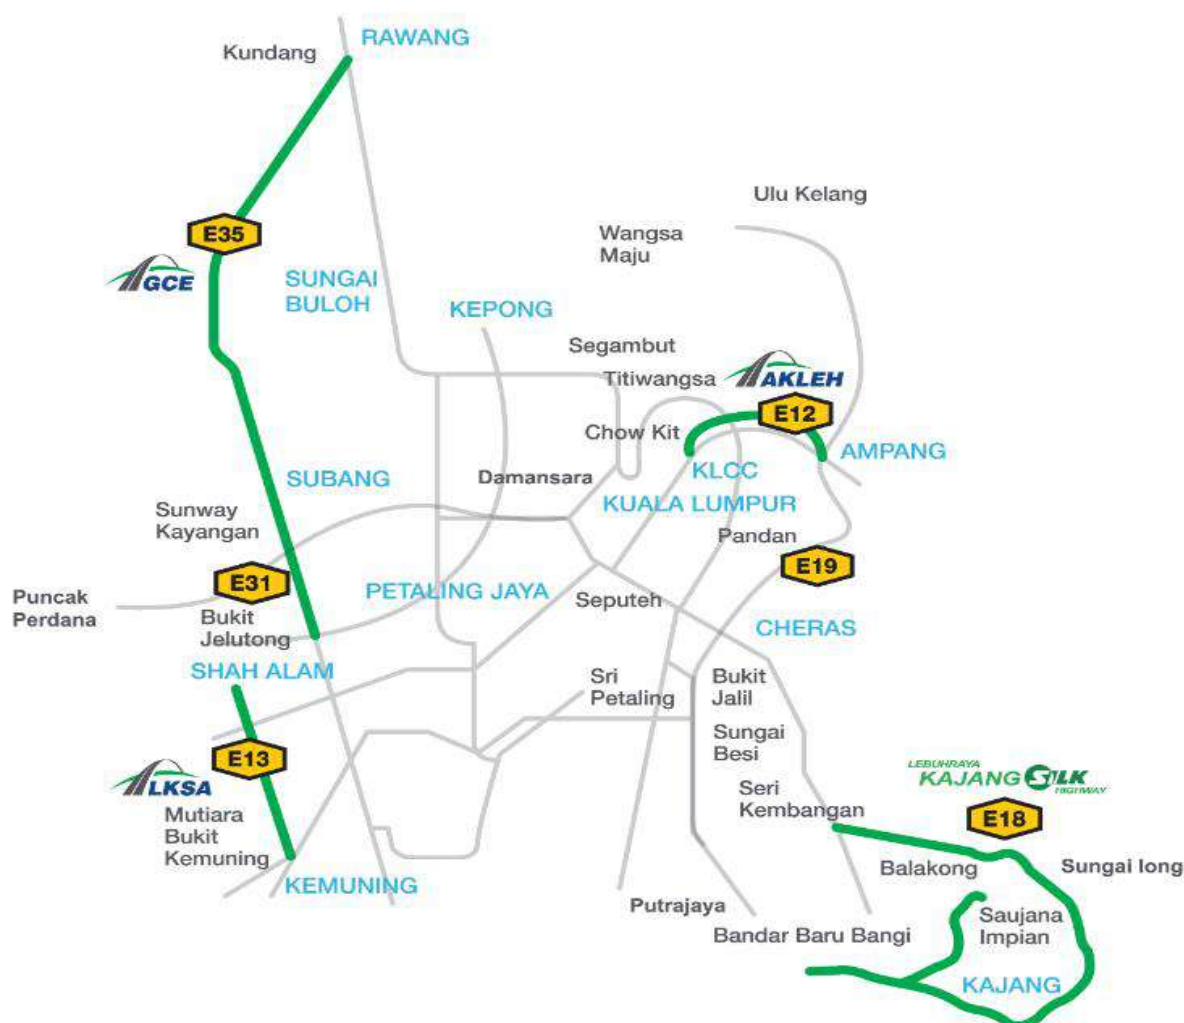 RAWANG
Kundang
Ulu Kelang
E35
Wangsa
Maju
GCE
SUNGAI
BULOH
KEPONG
Segambut
Titiwangsa
AKLEH
E12
Chow Kit
AMPANG
KLCC
SUBANG
Damansara
KUALA LUMPUR
Sunway
Kayangan
Pandan
E19
E31
PETALING JAYA
Seputeh
Puncak
Perdana
Bukit
Jelutong
CHERAS
SHAH ALAM
Sri
Petaling
Bukit
Jalil
Sungai
Besi
E13
LKSA
LEBUHRAYA
KAJANG SILK
HIGHWAY
Seri
Kembangan
E18
Mutiara
Bukit
Kemuning
Balakong
Sungai long
KEMUNING
Putrajaya
Saujana
Impian
Bandar Baru Bangi
KAJANG